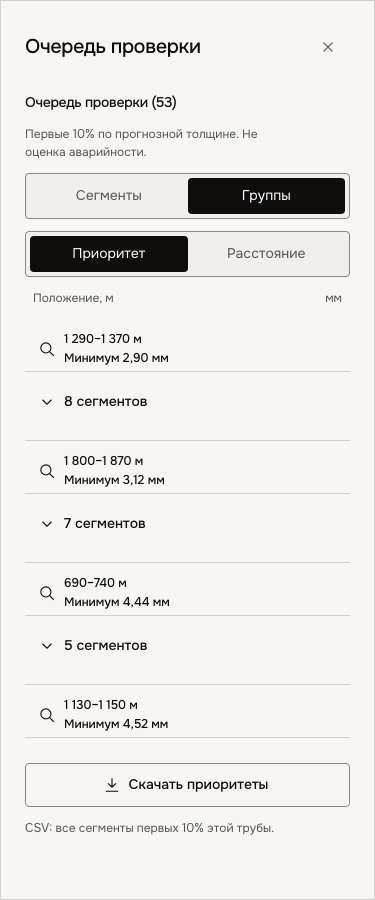 Очередь проверки
Очередь проверки (53)
Первые 10% по прогнозной толщине. Не
оценка аварийности.
Сегменты
Группы
Приоритет
Расстояние
Положение, м
мм
1 290–1 370 м
Минимум 2,90 мм
8 сегментов
1 800–1 870 м
Минимум 3,12 мм
7 сегментов
690–740 м
Минимум 4,44 мм
5 сегментов
1 130–1 150 м
Минимум 4,52 мм
Скачать приоритеты
CSV: все сегменты первых 10% этой трубы.